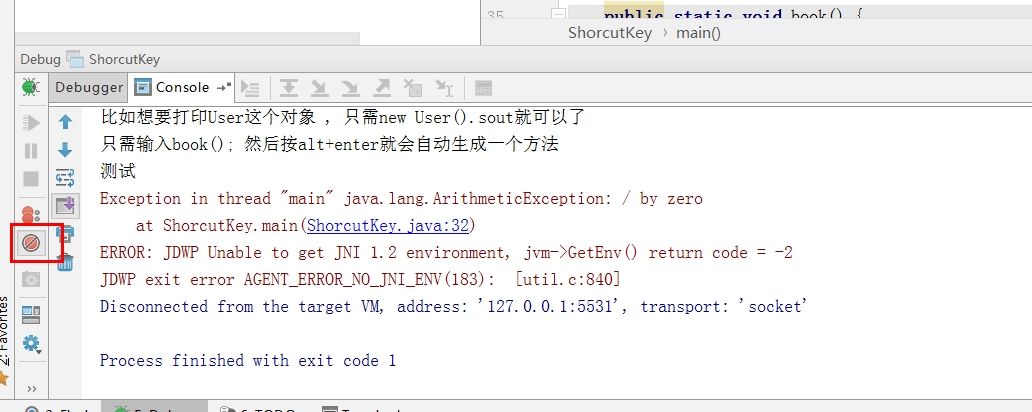 35 public static void book() {
ShorcutKey › main()
Debug ShorcutKey
Debugger Console
比如想要打印User这个对象 , 只需new User().sout就可以了
只需输入book(); 然后按alt+enter就会自动生成一个方法
测试
Exception in thread "main" java.lang.ArithmeticException: / by zero
at ShorcutKey.main(ShorcutKey.java:32)
ERROR: JDWP Unable to get JNI 1.2 environment, jvm->GetEnv() return code = -2
JDWP exit error AGENT_ERROR_NO_JNI_ENV(183): [util.c:840]
Disconnected from the target VM, address: '127.0.0.1:5531', transport: 'socket'
Process finished with exit code 1
2: Favorites